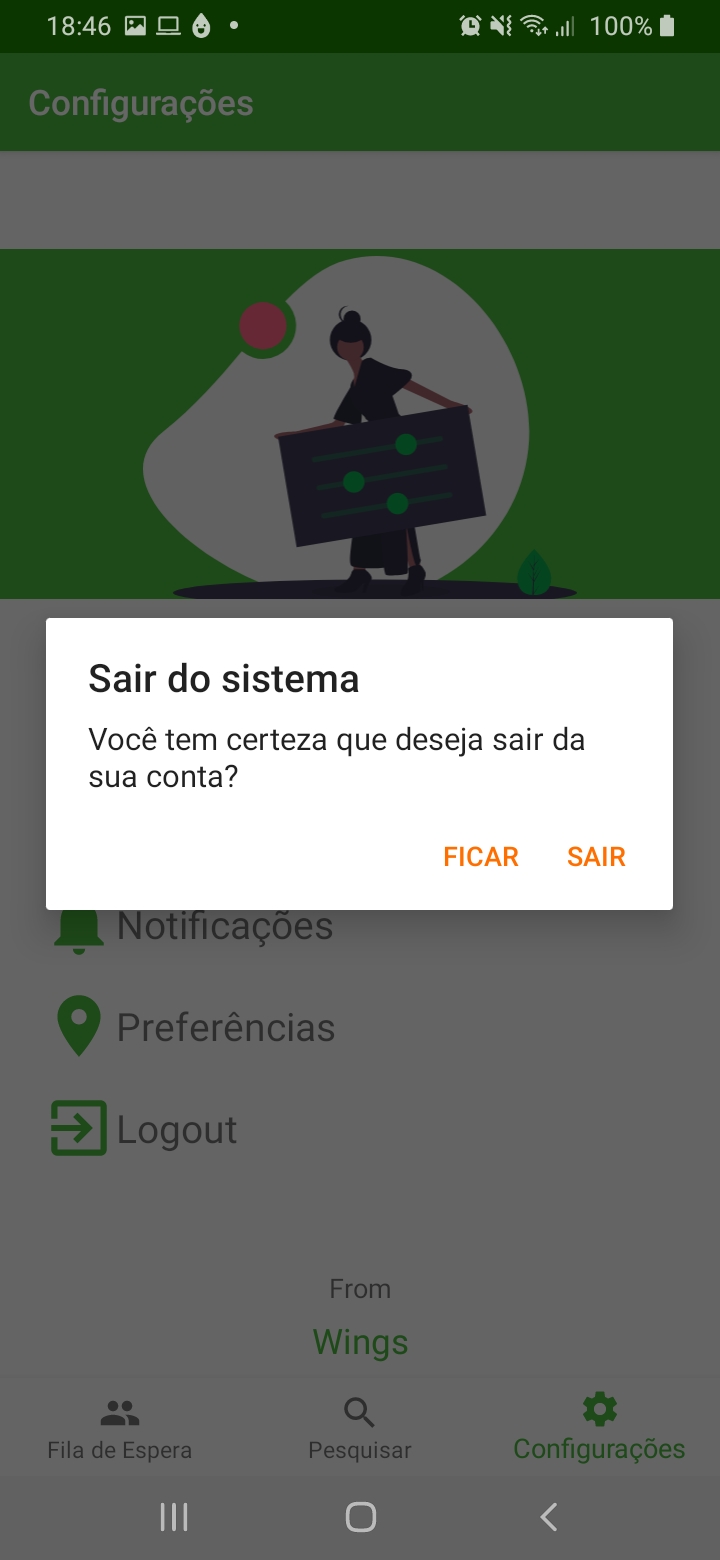 18:46 100%
Configurações
Sair do sistema
Você tem certeza que deseja sair da
sua conta?
FICAR SAIR
Notificações
Preferências
Logout
From
Wings
Fila de Espera Pesquisar Configurações